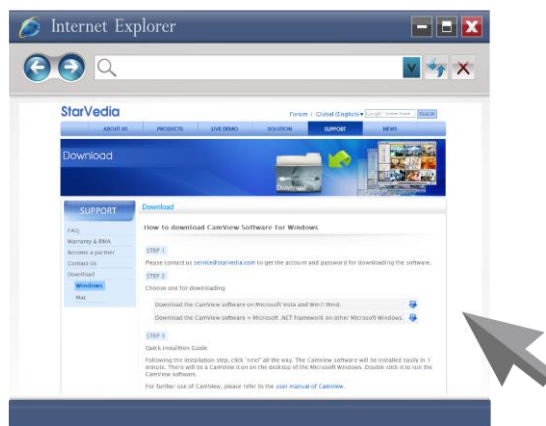 Internet Explorer
StarVedia
Forum | Global (English)
Search
ABOUT US PRODUCTS LIVE DEMO SOLUTION SUPPORT NEWS
Download
SUPPORT
FAQ
Warranty & RMA
Become a partner
Contact Us
Download
Windows
Mac
Download
How to download CamView Software for Windows
STEP 1
Please contact us service@starvedia.com to get the account and password for downloading the software.
STEP 2
Choose one for downloading
Download the CamView software on Microsoft Vista and Win7/Win8.
Download the CamView software + Microsoft .NET framework on other Microsoft Windows.
STEP 3
Quick Installtion Guide
Following the installation step, click "next" all the way. The CamView software will be installed easily in 1
minute. There will be a CamView icon on the desktop of the Microsoft Windows. Double click it to run the
CamView software.
For further use of CamView, please refer to the user manual of CamView.